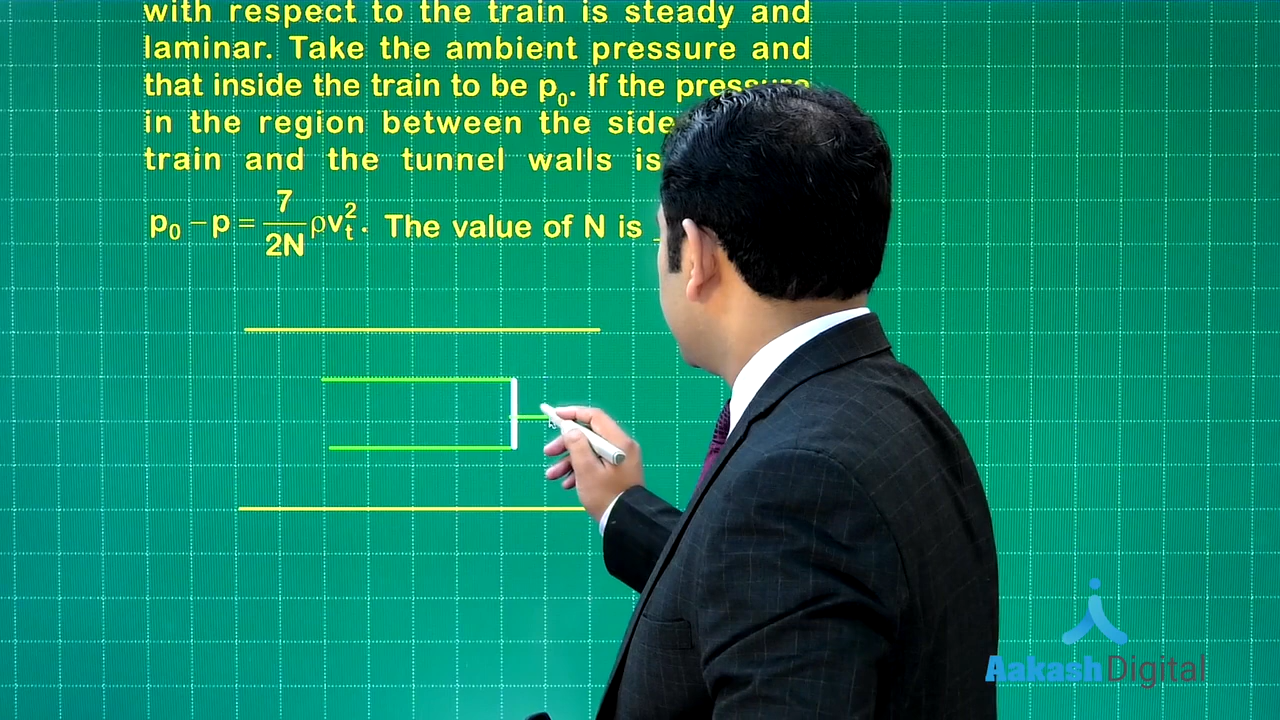 with respect to the train is steady and
laminar. Take the ambient pressure and
that inside the train to be p₀. If the pressure
in the region between the side
train and the tunnel walls is
p₀ – p = 7/2N ρvₜ². The value of N is
AakashDigital